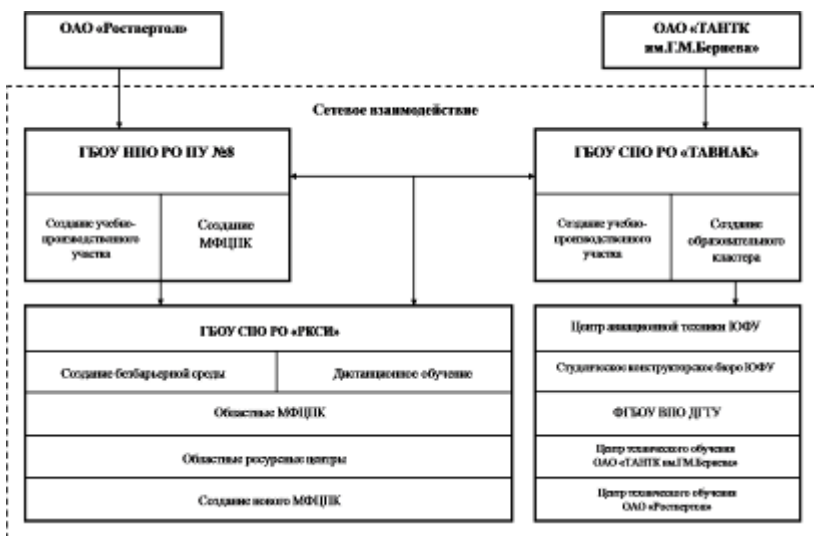 ОАО «Роствертол»
ОАО «ТАНТК
им.Г.М.Бериева»
Сетевое взаимодействие
ГБОУ НПО РО ПУ №8
ГБОУ СПО РО «ТАВИАК»
Создание учебно-
производственного
участка
Создание
МФЦПК
Создание учебно-
производственного
участка
Создание
образовательного
кластера
ГБОУ СПО РО «РКСИ»
Создание безбарьерной среды
Дистанционное обучение
Областные МФЦПК
Областные ресурсные центры
Создание нового МФЦПК
Центр авиационной техники ЮФУ
Студенческое конструкторское бюро ЮФУ
ФГБОУ ВПО ДГТУ
Центр технического обучения
ОАО «ТАНТК им.Г.М.Бериева»
Центр технического обучения
ОАО «Роствертол»